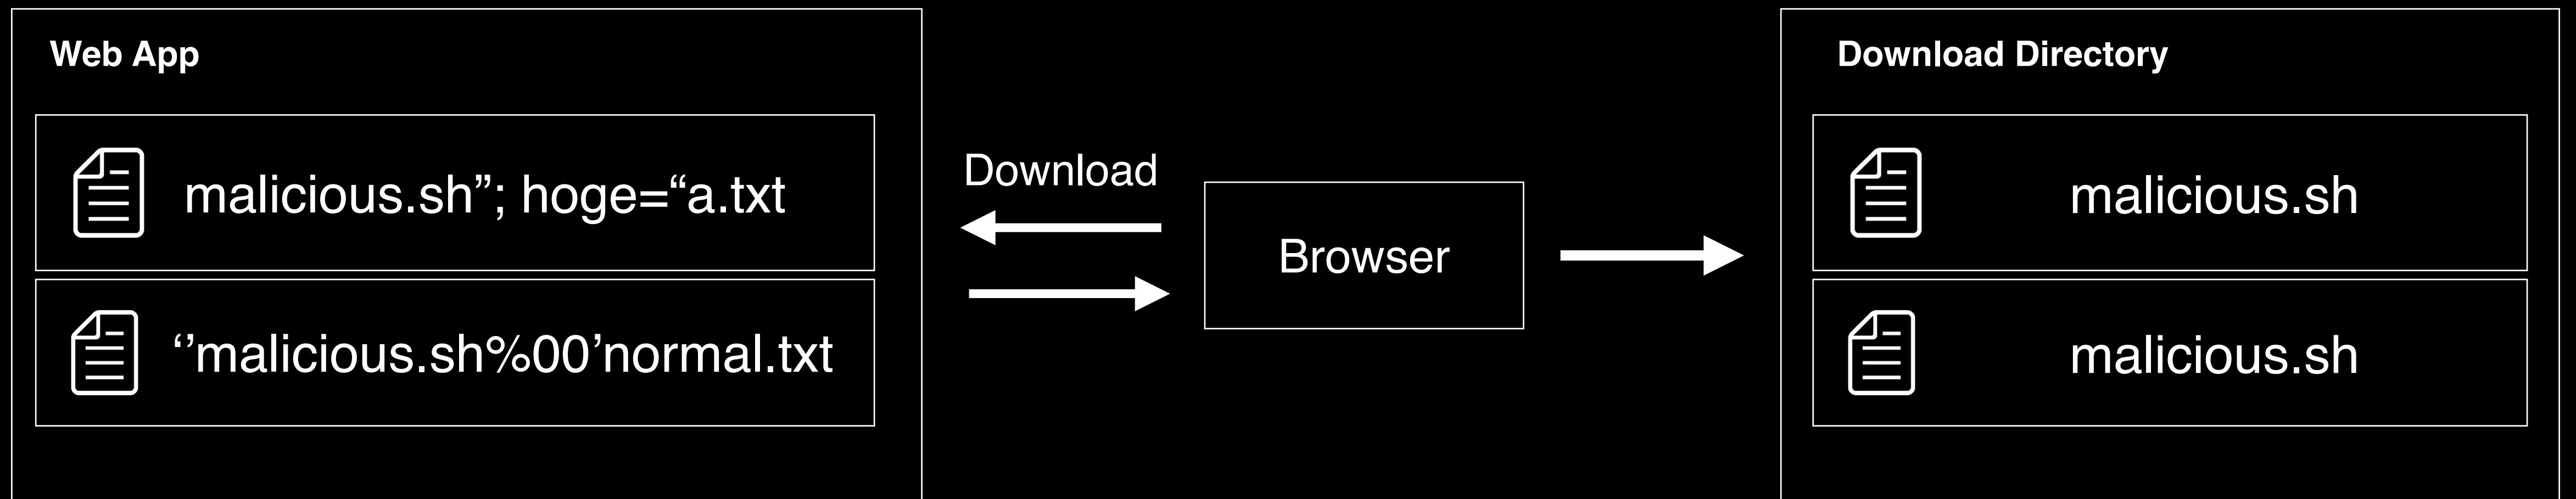 Web App
malicious.sh”; hoge=“a.txt
‘’malicious.sh%00’normal.txt
Download
Browser
Download Directory
malicious.sh
malicious.sh